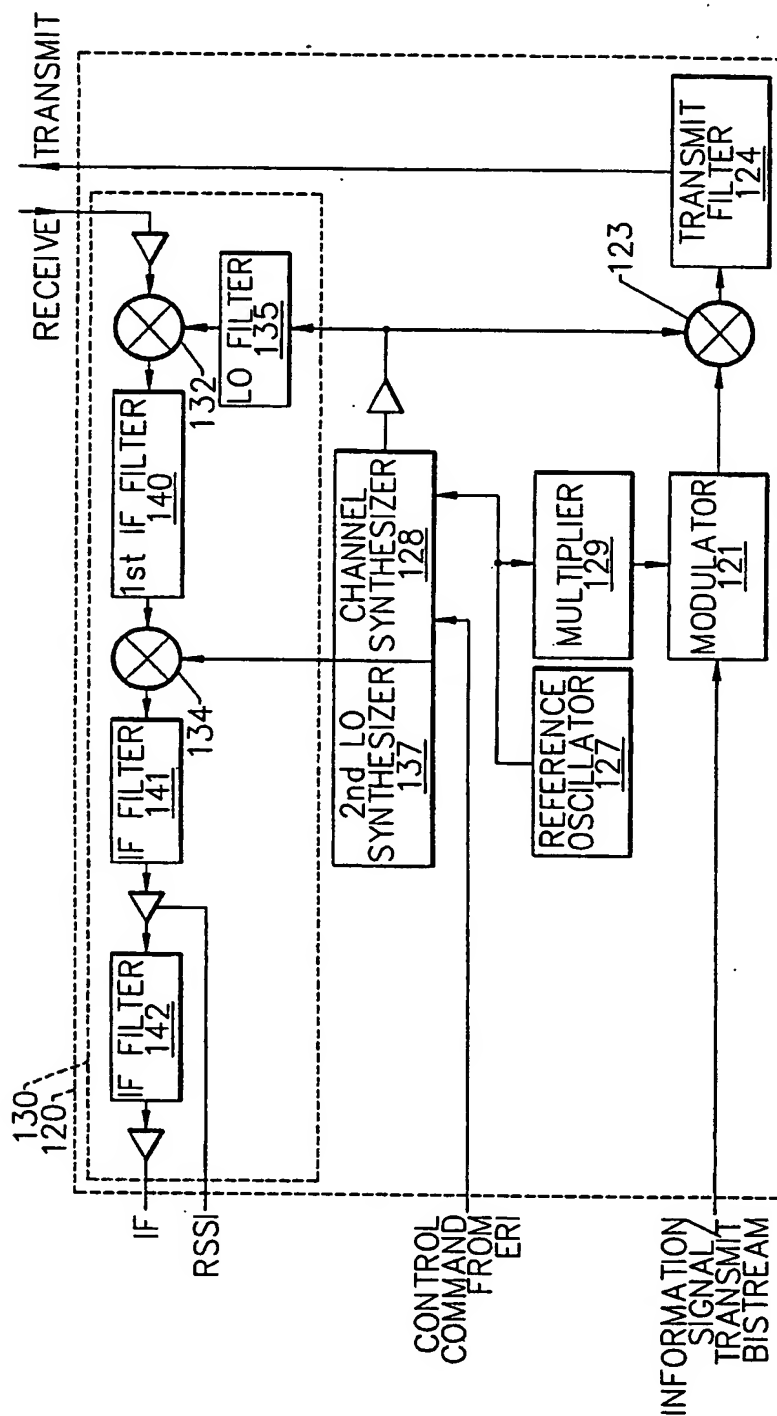 130
120
IF
RSSI
CONTROL
COMMAND
FROM
ERI
INFORMATION
SIGNAL/
TRANSMIT
BISTREAM
IF FILTER
142
IF FILTER
141
134
1st IF FILTER
140
132
LO FILTER
135
RECEIVE
TRANSMIT
2nd LO
SYNTHESIZER
137
CHANNEL
SYNTHESIZER
128
REFERENCE
OSCILLATOR
127
MULTIPLIER
129
MODULATOR
121
123
TRANSMIT
FILTER
124